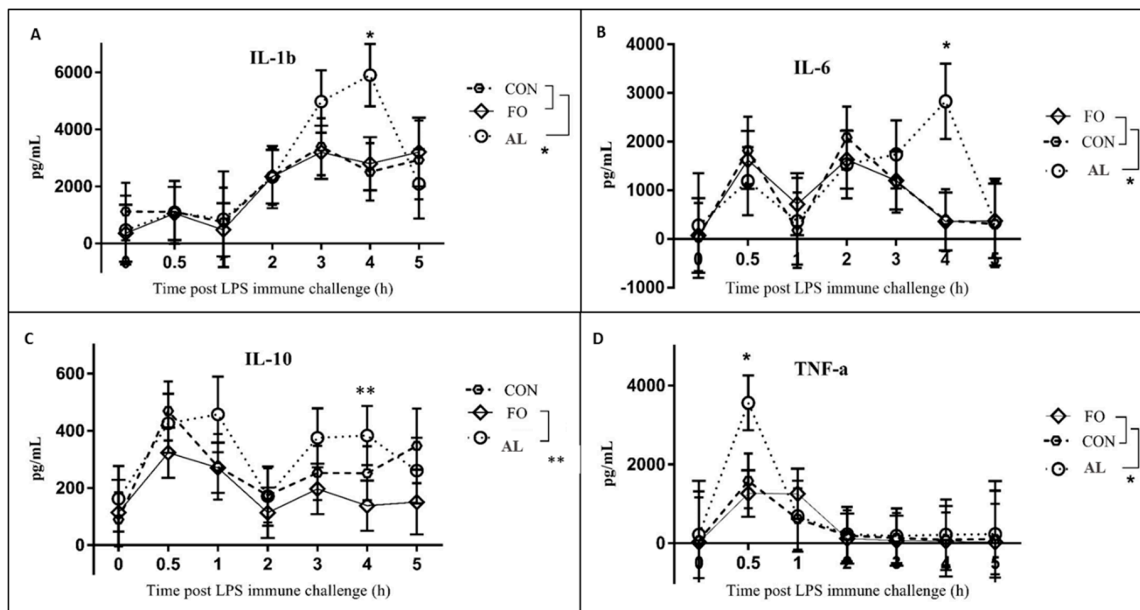 A
IL-1b
*
pg/mL
6000
4000
2000
0
0 0.5 1 2 3 4 5
Time post LPS immune challenge (h)
CON
FO
AL
*
B
IL-6
*
pg/mL
4000
3000
2000
1000
0
-1000
0 0.5 1 2 3 4 5
Time post LPS immune challenge (h)
FO
CON
AL
*
C
IL-10
**
pg/mL
600
400
200
0
0 0.5 1 2 3 4 5
Time post LPS immune challenge (h)
CON
FO
AL
**
D
TNF-a
*
pg/mL
4000
2000
0
0 0.5 1 2 3 4 5
Time post LPS immune challenge (h)
FO
CON
AL
*